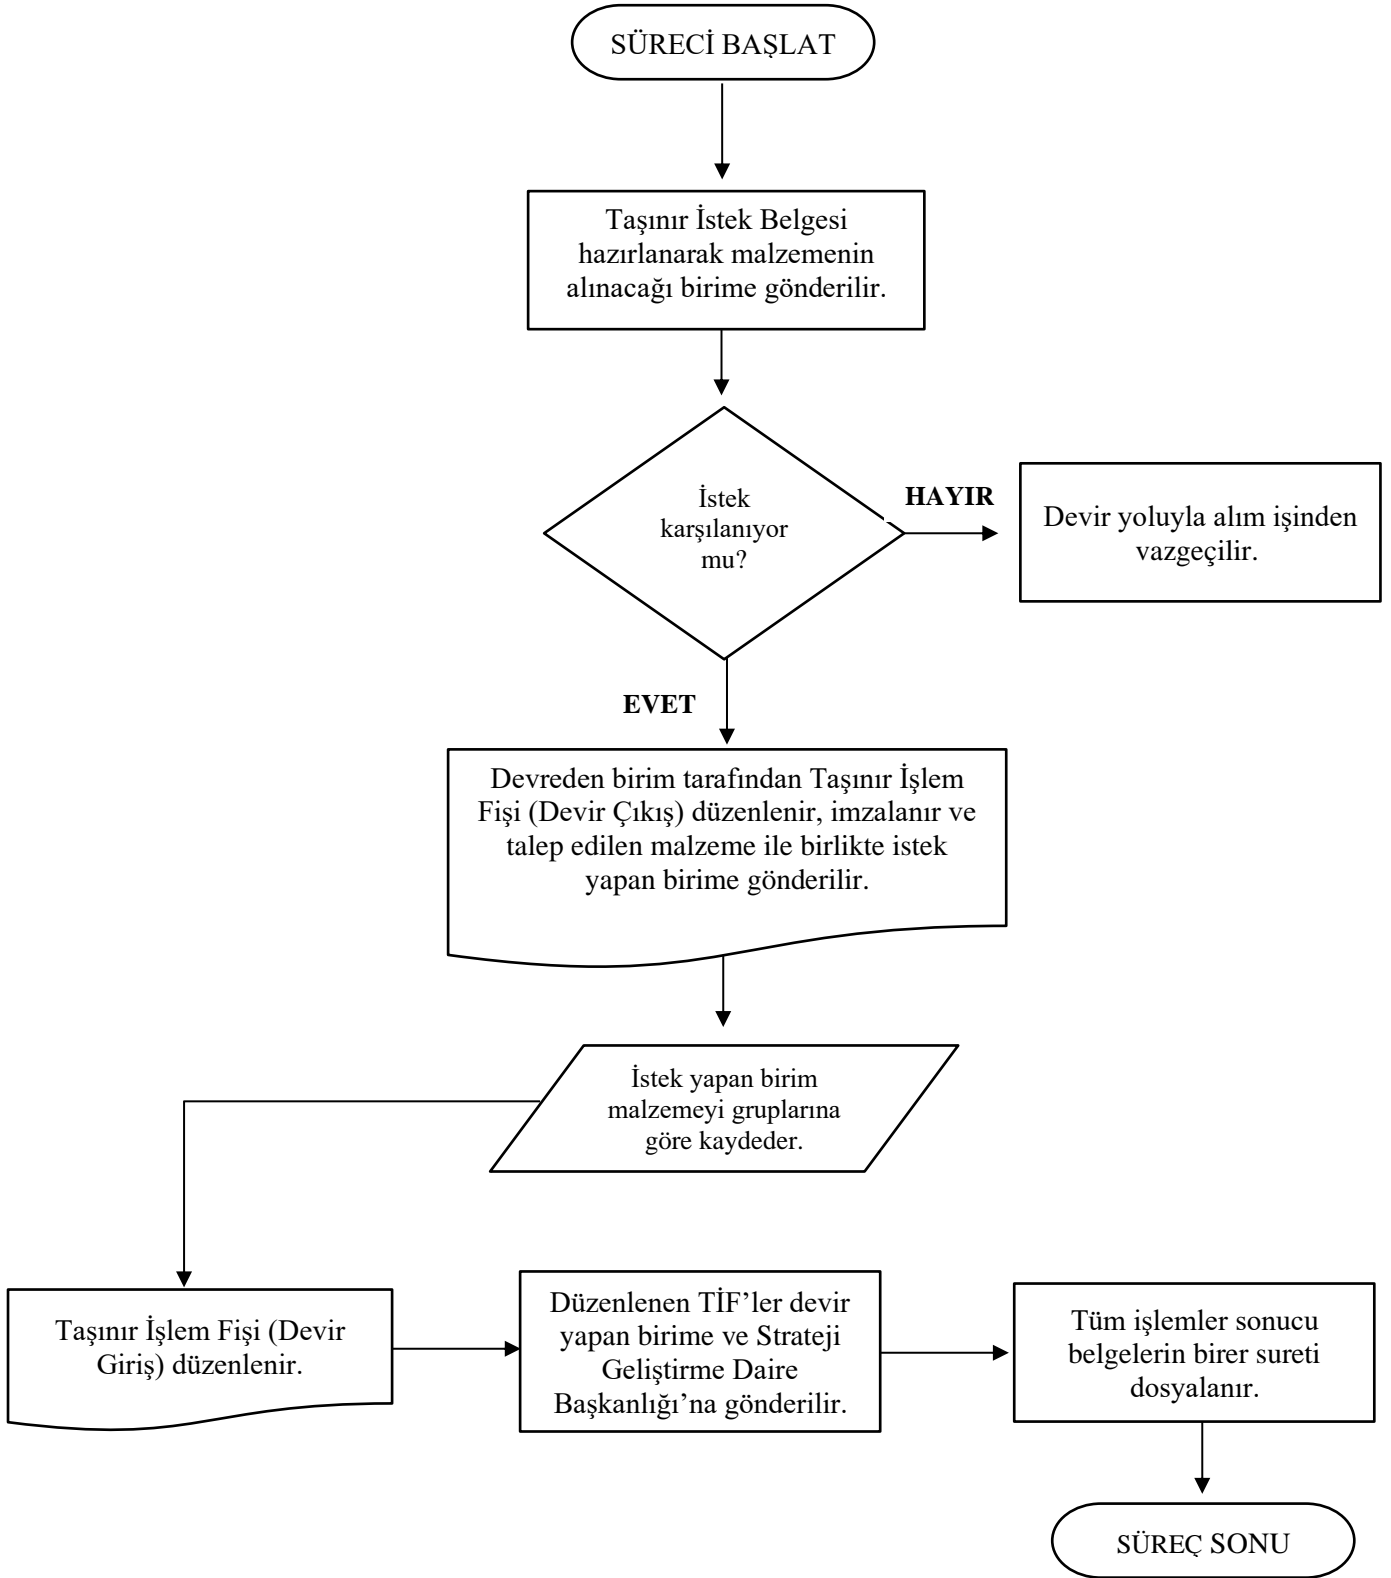 SÜRECİ BAŞLAT
Taşınır İstek Belgesi
hazırlanarak malzemenin
alınacağı birime gönderilir.
İstek
karşılanıyor
mu?
HAYIR
Devir yoluyla alım işinden
vazgeçilir.
EVET
Devreden birim tarafından Taşınır İşlem
Fişi (Devir Çıkış) düzenlenir, imzalanır ve
talep edilen malzeme ile birlikte istek
yapan birime gönderilir.
İstek yapan birim
malzemeyi gruplarına
göre kaydeder.
Taşınır İşlem Fişi (Devir
Giriş) düzenlenir.
Düzenlenen TİF’ler devir
yapan birime ve Strateji
Geliştirme Daire
Başkanlığı’na gönderilir.
Tüm işlemler sonucu
belgelerin birer sureti
dosyalanır.
SÜREÇ SONU